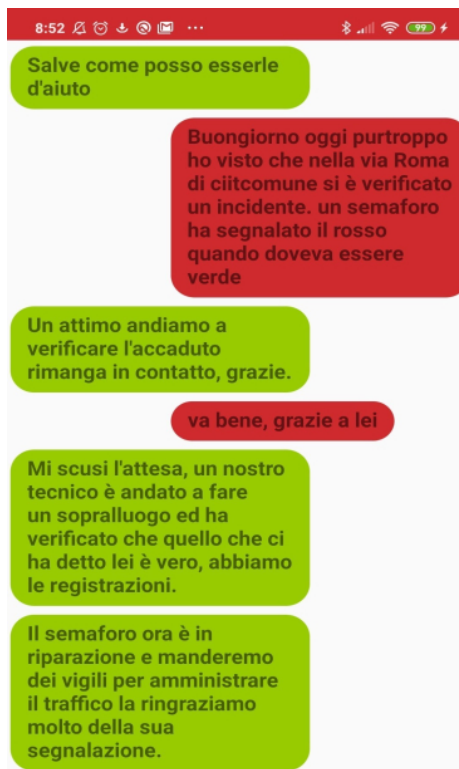 8:52 ... 99
Salve come posso esserle
d'aiuto
Buongiorno oggi purtroppo
ho visto che nella via Roma
di ciitcomune si è verificato
un incidente. un semaforo
ha segnalato il rosso
quando doveva essere
verde
Un attimo andiamo a
verificare l'accaduto
rimanga in contatto, grazie.
va bene, grazie a lei
Mi scusi l'attesa, un nostro
tecnico è andato a fare
un sopralluogo ed ha
verificato che quello che ci
ha detto lei è vero, abbiamo
le registrazioni.
Il semaforo ora è in
riparazione e manderemo
dei vigili per amministrare
il traffico la ringraziamo
molto della sua
segnalazione.